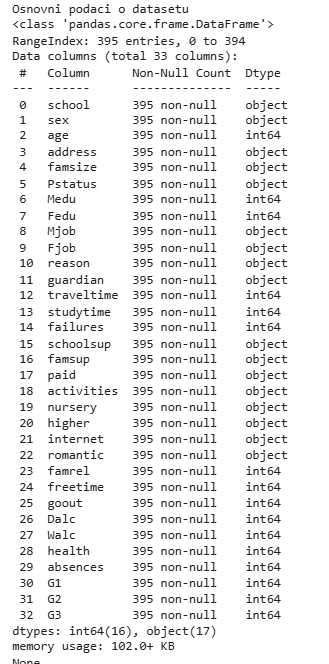 Osnovni podaci o datasetu
<class 'pandas.core.frame.DataFrame'>
RangeIndex: 395 entries, 0 to 394
Data columns (total 33 columns):
 #   Column      Non-Null Count  Dtype
---  ------      --------------  -----
 0   school      395 non-null    object
 1   sex         395 non-null    object
 2   age         395 non-null    int64
 3   address     395 non-null    object
 4   famsize     395 non-null    object
 5   Pstatus     395 non-null    object
 6   Medu        395 non-null    int64
 7   Fedu        395 non-null    int64
 8   Mjob        395 non-null    object
 9   Fjob        395 non-null    object
 10  reason      395 non-null    object
 11  guardian    395 non-null    object
 12  traveltime  395 non-null    int64
 13  studytime   395 non-null    int64
 14  failures    395 non-null    int64
 15  schoolsup   395 non-null    object
 16  famsup      395 non-null    object
 17  paid        395 non-null    object
 18  activities  395 non-null    object
 19  nursery     395 non-null    object
 20  higher      395 non-null    object
 21  internet    395 non-null    object
 22  romantic    395 non-null    object
 23  famrel      395 non-null    int64
 24  freetime    395 non-null    int64
 25  goout       395 non-null    int64
 26  Dalc        395 non-null    int64
 27  Walc        395 non-null    int64
 28  health      395 non-null    int64
 29  absences    395 non-null    int64
 30  G1          395 non-null    int64
 31  G2          395 non-null    int64
 32  G3          395 non-null    int64
dtypes: int64(16), object(17)
memory usage: 102.0+ KB
None